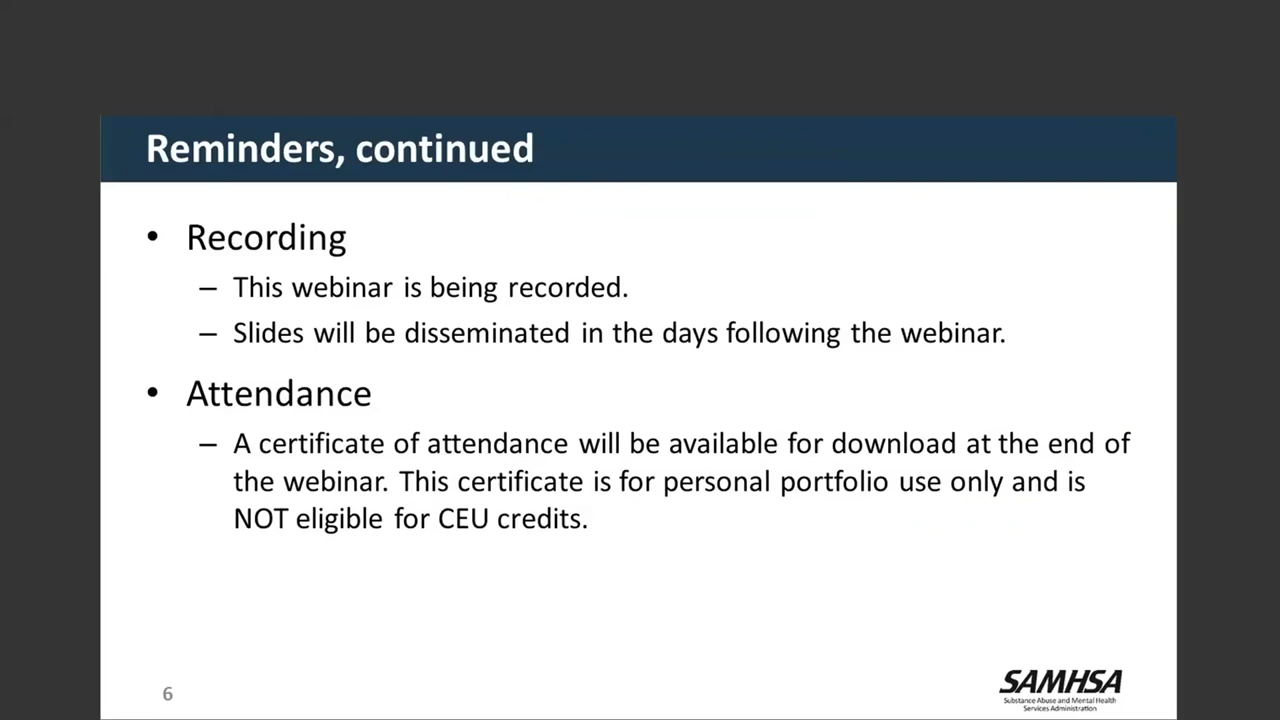 Reminders, continued
• Recording
– This webinar is being recorded.
– Slides will be disseminated in the days following the webinar.
• Attendance
– A certificate of attendance will be available for download at the end of
the webinar. This certificate is for personal portfolio use only and is
NOT eligible for CEU credits.
6
SAMHSA
Substance Abuse and Mental Health
Services Administration